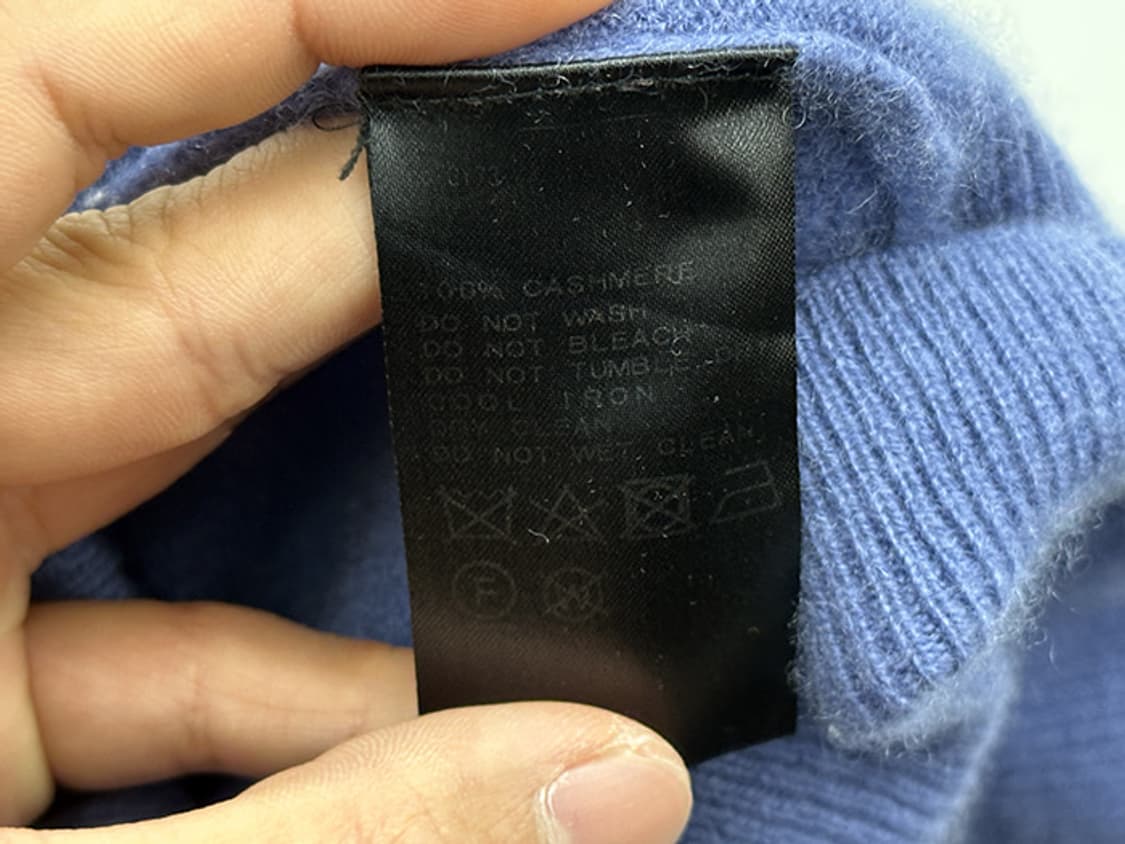 100% CASHMERE
DO NOT WASH
DO NOT BLEACH
DO NOT TUMBLE
COOL IRON
DRY CLEAN
DO NOT WET CLEAN
F W